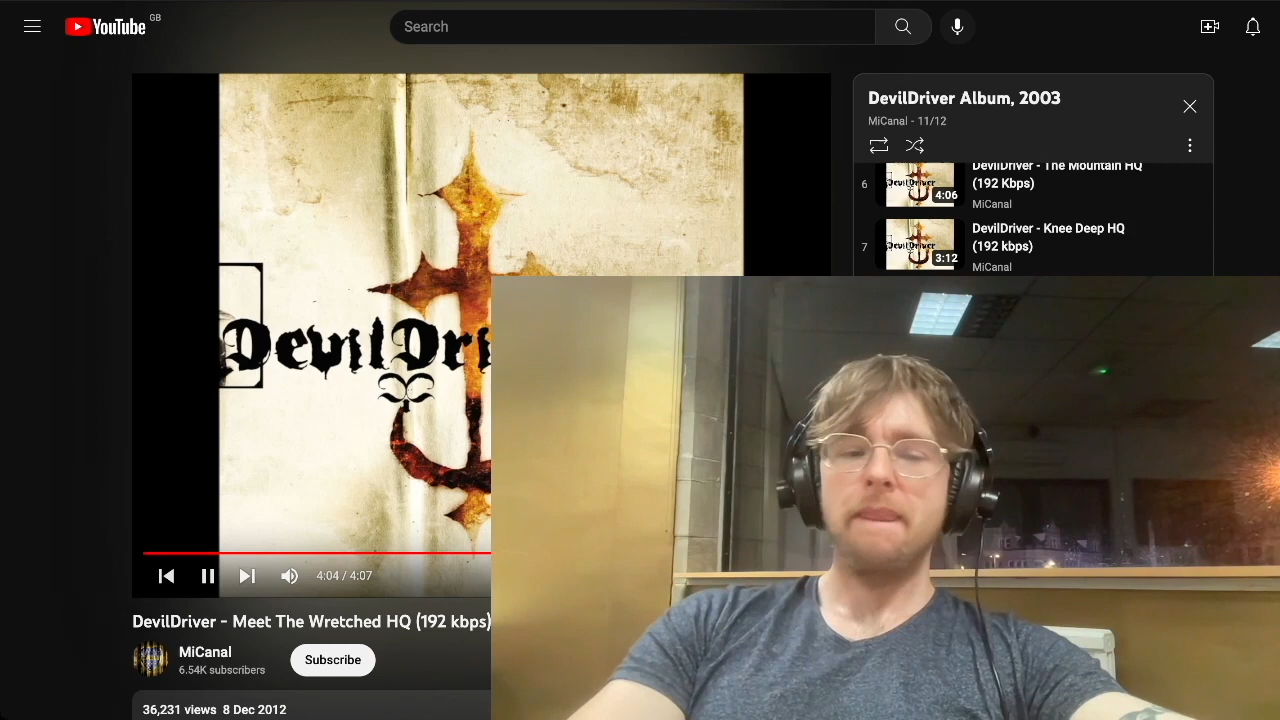 YouTube GB
Search
DevilDriver Album, 2003
MiCanal - 11/12
6
DevilDriver - The Mountain HQ
(192 Kbps)
MiCanal
4:06
7
DevilDriver - Knee Deep HQ
(192 kbps)
MiCanal
3:12
DevilDri
4:04 / 4:07
DevilDriver - Meet The Wretched HQ (192 kbps)
MiCanal
6.54K subscribers
Subscribe
36,231 views 8 Dec 2012